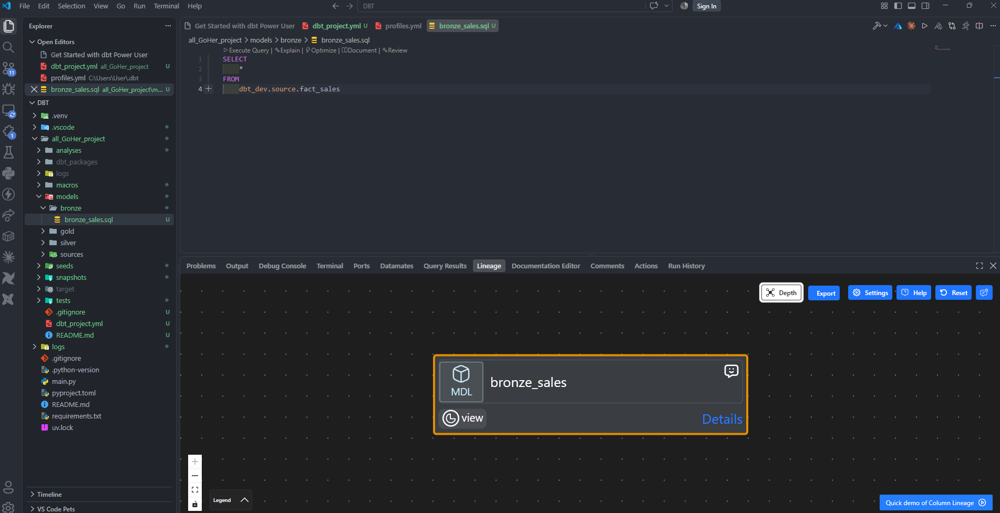 File Edit Selection View Go Run Terminal Help
DBT
Sign In
Explorer
Open Editors
Get Started with dbt Power User
dbt_project.yml all_GoHer_project U
profiles.yml C:\Users\User\.dbt
bronze_sales.sql all_GoHer_project\m... U
DBT
.venv
.vscode
all_GoHer_project
analyses
dbt_packages
logs
macros
models
bronze
bronze_sales.sql U
gold
silver
sources
seeds
snapshots
target
tests
.gitignore U
dbt_project.yml U
README.md U
logs
.gitignore
.python-version
main.py
pyproject.toml
README.md
requirements.txt
uv.lock
Timeline
VS Code Pets
11
1
Get Started with dbt Power User dbt_project.yml U profiles.yml bronze_sales.sql U
all_GoHer_project > models > bronze > bronze_sales.sql
Execute Query | Explain | Optimize | Document | Review
1 SELECT
2 *
3 FROM
4 dbt_dev.source.fact_sales
Problems Output Debug Console Terminal Ports Datamates Query Results Lineage Documentation Editor Comments Actions Run History
Depth Export Settings Help Reset
MDL
bronze_sales
view
Details
Legend
Quick demo of Column Lineage